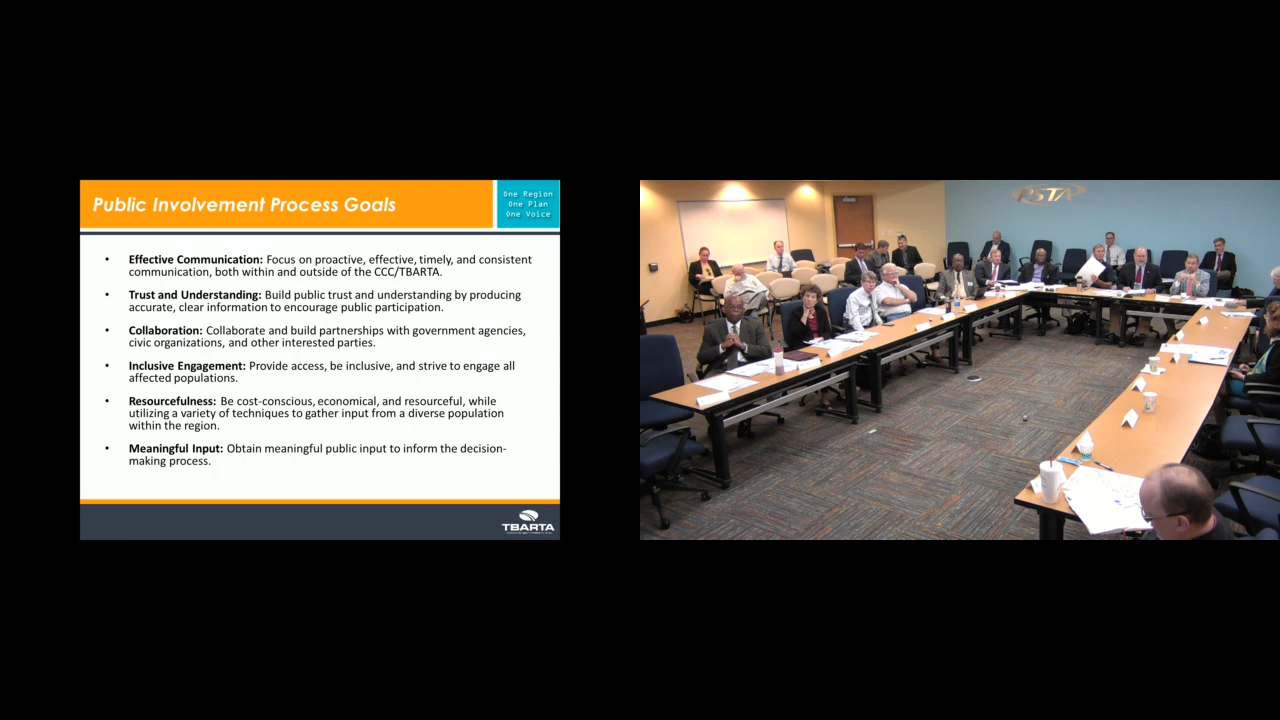 Public Involvement Process Goals
One Region
One Plan
One Voice
• Effective Communication: Focus on proactive, effective, timely, and consistent
communication, both within and outside of the CCC/TBARTA.
• Trust and Understanding: Build public trust and understanding by producing
accurate, clear information to encourage public participation.
• Collaboration: Collaborate and build partnerships with government agencies,
civic organizations, and other interested parties.
• Inclusive Engagement: Provide access, be inclusive, and strive to engage all
affected populations.
• Resourcefulness: Be cost-conscious, economical, and resourceful, while
utilizing a variety of techniques to gather input from a diverse population
within the region.
• Meaningful Input: Obtain meaningful public input to inform the decision-
making process.
TBARTA
PSTA